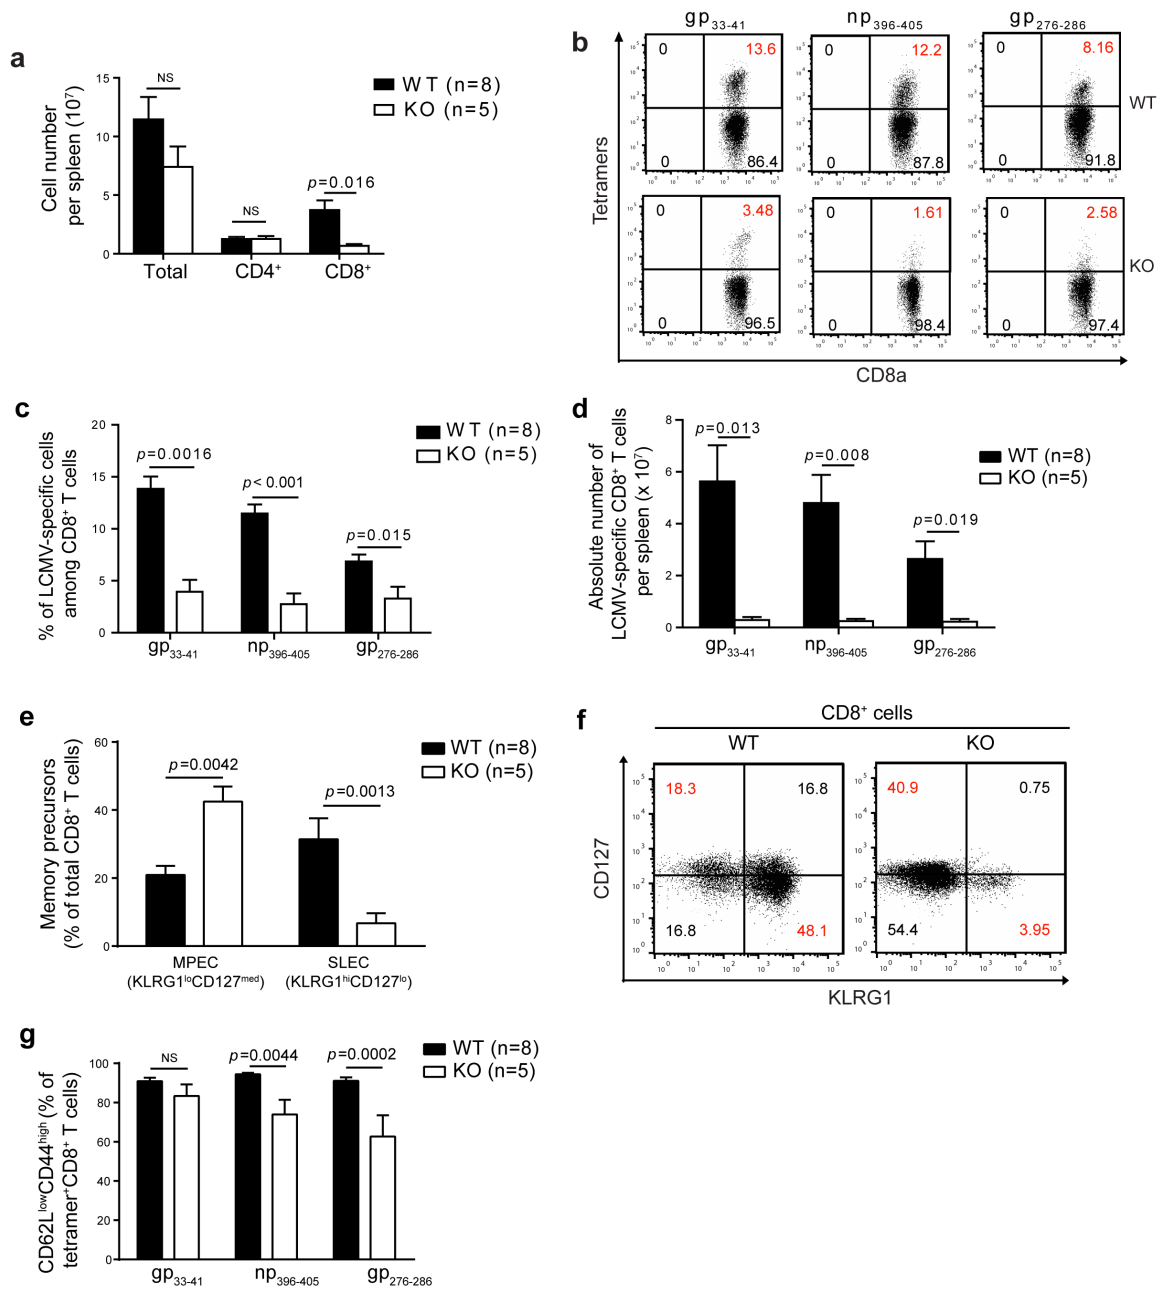 a
Cell number
per spleen (10⁷)
15
10
5
0
NS
NS
p=0.016
WT (n=8)
KO (n=5)
Total
CD4⁺
CD8⁺
b
gp33-41
np396-405
gp276-286
Tetramers
0
13.6
0
86.4
0
12.2
0
87.8
0
8.16
0
91.8
WT
0
3.48
0
96.5
0
1.61
0
98.4
0
2.58
0
97.4
KO
CD8a
c
% of LCMV-specific cells
among CD8⁺ T cells
20
15
10
5
0
p=0.0016
p<0.001
p=0.015
WT (n=8)
KO (n=5)
gp33-41
np396-405
gp276-286
d
Absolute number of
LCMV-specific CD8⁺ T cells
per spleen (x 10⁷)
8
6
4
2
0
p=0.013
p=0.008
p=0.019
WT (n=8)
KO (n=5)
gp33-41
np396-405
gp276-286
e
Memory precursors
(% of total CD8⁺ T cells)
60
40
20
0
p=0.0042
p=0.0013
WT (n=8)
KO (n=5)
MPEC
(KLRG1ˡᵒCD127ᵐᵉᵈ)
SLEC
(KLRG1ʰⁱCD127ˡᵒ)
f
CD8⁺ cells
WT
KO
CD127
18.3
16.8
16.8
48.1
40.9
0.75
54.4
3.95
KLRG1
g
CD62LˡᵒʷCD44ʰⁱᵍʰ (% of
tetramer⁺CD8⁺ T cells)
100
80
60
40
20
0
NS
p=0.0044
p=0.0002
WT (n=8)
KO (n=5)
gp33-41
np396-405
gp276-286